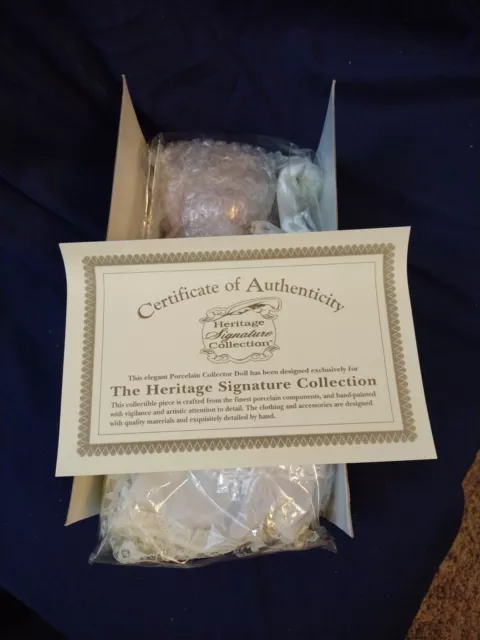 Certificate of Authenticity
Heritage
Signature
Collection
This elegant Porcelain Collector Doll has been designed exclusively for
The Heritage Signature Collection
This collectible piece is crafted from the finest porcelain components, and hand-painted
with vigilance and artistic attention to detail. The clothing and accessories are designed
with quality materials and exquisitely detailed by hand.